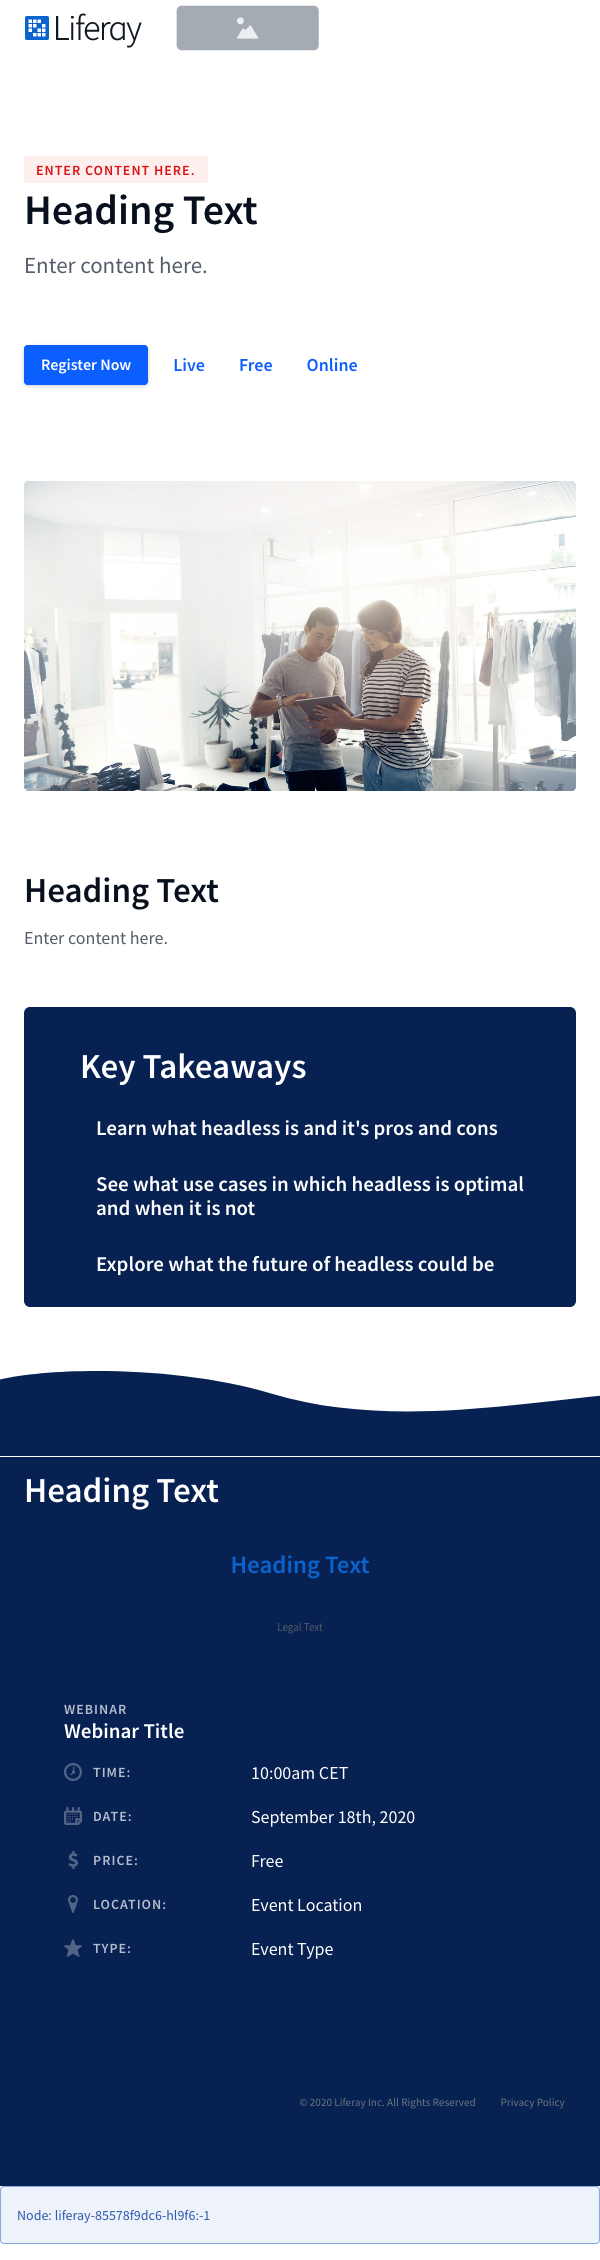 Liferay
ENTER CONTENT HERE.
Heading Text
Enter content here.
Register Now Live Free Online
Heading Text
Enter content here.
Key Takeaways
Learn what headless is and it's pros and cons
See what use cases in which headless is optimal
and when it is not
Explore what the future of headless could be
Heading Text
Heading Text
Legal Text
WEBINAR
Webinar Title
TIME: 10:00am CET
DATE: September 18th, 2020
PRICE: Free
LOCATION: Event Location
TYPE: Event Type
© 2020 Liferay Inc. All Rights Reserved Privacy Policy
Node: liferay-85578f9dc6-hl9f6:-1